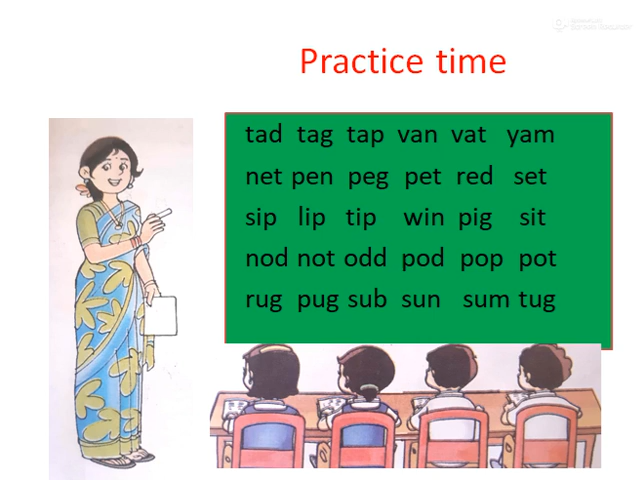 Practice time
tad tag tap van vat yam
net pen peg pet red set
sip lip tip win pig sit
nod not odd pod pop pot
rug pug sub sun sum tug